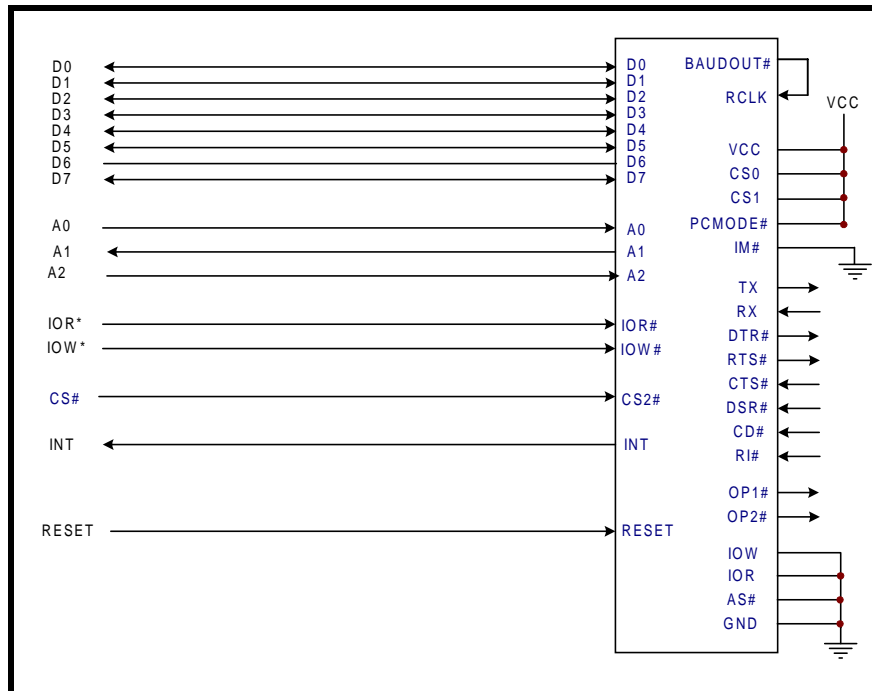 D0 D0 BAUDOUT#
D1 D1
D2 D2
D3 D3 RCLK
D4 D4 VCC
D5 D5
D6 D6 VCC
D7 D7 CS0
CS1
A0 A0 PCMODE#
A1 A1 IM#
A2 A2
TX
RX
IOR* IOR# DTR#
IOW* IOW# RTS#
CTS#
CS# CS2# DSR#
CD#
INT INT RI#
OP1#
OP2#
RESET RESET
IOW
IOR
AS#
GND